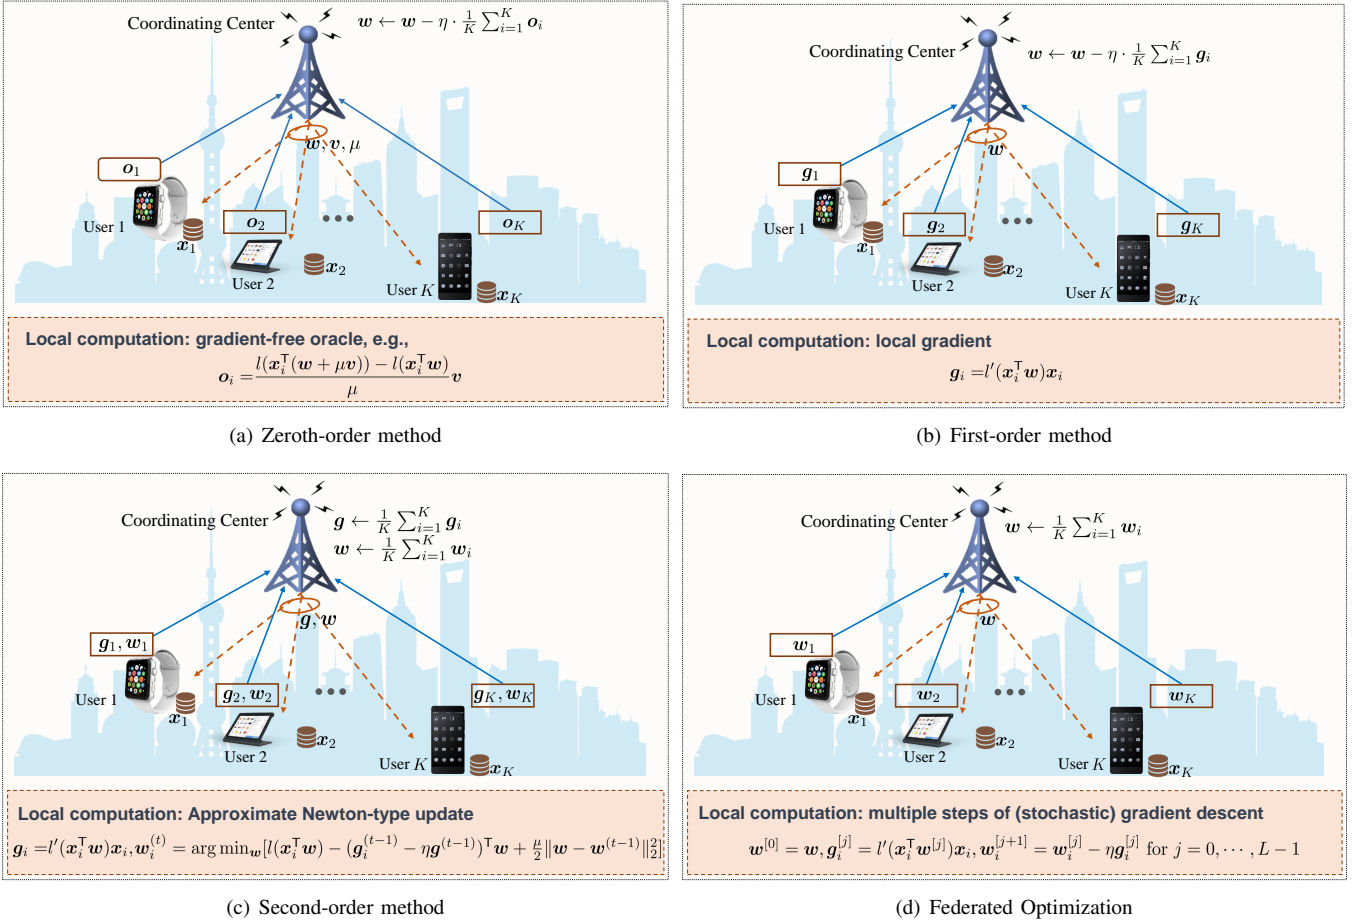 Coordinating Center
w ← w − η · 1/K ∑_{i=1}^{K} o_i
w, v, μ
o_1
User 1
x_1
o_2
User 2
x_2
•••
o_K
User K
x_K
Local computation: gradient-free oracle, e.g.,
o_i = (l(x_i^T(w + μv)) − l(x_i^T w))/μ v
(a) Zeroth-order method
Coordinating Center
w ← w − η · 1/K ∑_{i=1}^{K} g_i
w
g_1
User 1
x_1
g_2
User 2
x_2
•••
g_K
User K
x_K
Local computation: local gradient
g_i = l′(x_i^T w)x_i
(b) First-order method
Coordinating Center
g ← 1/K ∑_{i=1}^{K} g_i
w ← 1/K ∑_{i=1}^{K} w_i
g, w
g_1, w_1
User 1
x_1
g_2, w_2
User 2
x_2
•••
g_K, w_K
User K
x_K
Local computation: Approximate Newton-type update
g_i = l′(x_i^T w)x_i, w_i^{(t)} = arg min_w[l(x_i^T w) − (g_i^{(t−1)} − ηg^{(t−1)})^T w + μ/2 ‖w − w^{(t−1)}‖_2^2]
(c) Second-order method
Coordinating Center
w ← 1/K ∑_{i=1}^{K} w_i
w
w_1
User 1
x_1
w_2
User 2
x_2
•••
w_K
User K
x_K
Local computation: multiple steps of (stochastic) gradient descent
w^{[0]} = w, g_i^{[j]} = l′(x_i^T w^{[j]})x_i, w_i^{[j+1]} = w_i^{[j]} − ηg_i^{[j]} for j = 0, ⋯ , L − 1
(d) Federated Optimization